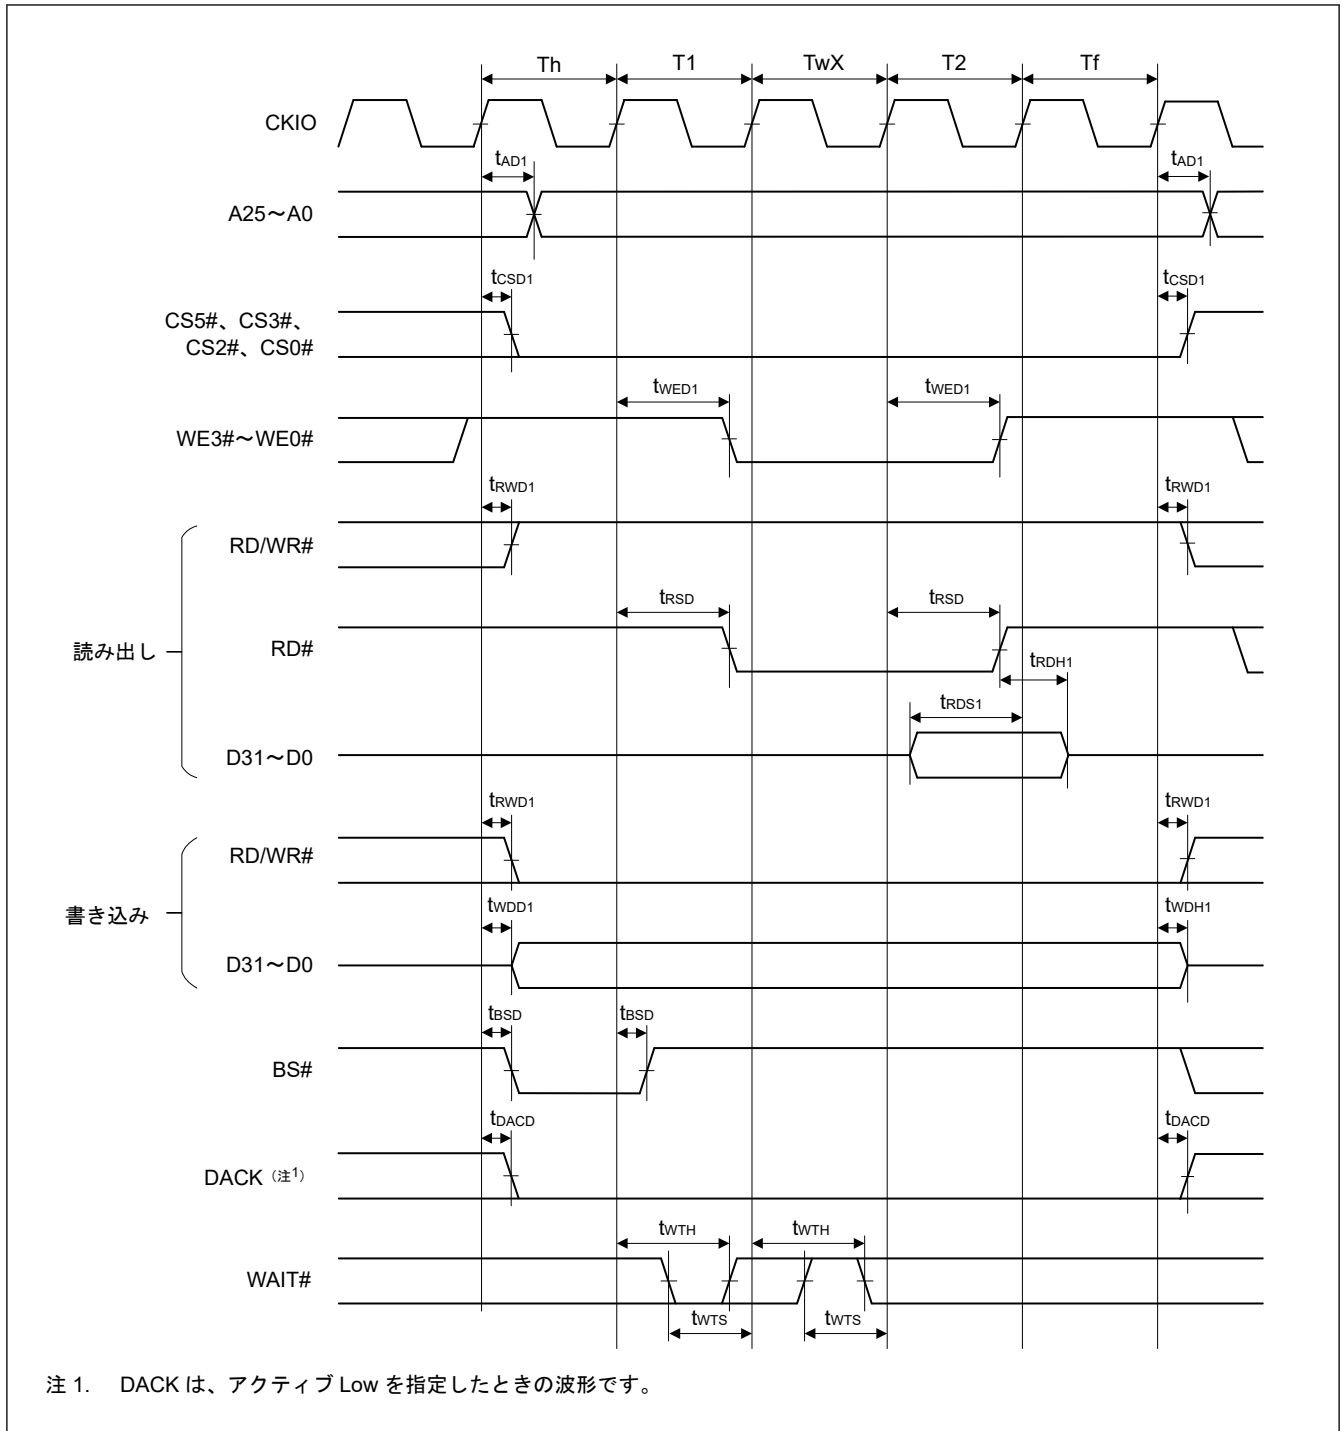 Th T1 TwX T2 Tf
CKIO
tAD1 tAD1
A25～A0
tCSD1 tCSD1
CS5#、CS3#、
CS2#、CS0#
tWED1 tWED1
WE3#～WE0#
tRWD1 tRWD1
RD/WR#
tRSD tRSD
読み出し
RD#
tRDH1
tRDS1
D31～D0
tRWD1 tRWD1
RD/WR#
書き込み
tWDD1 tWDH1
D31～D0
tBSD tBSD
BS#
tDACD tDACD
DACK（注1）
tWTH tWTH
WAIT#
tWTS tWTS
注 1. DACK は、アクティブ Low を指定したときの波形です。